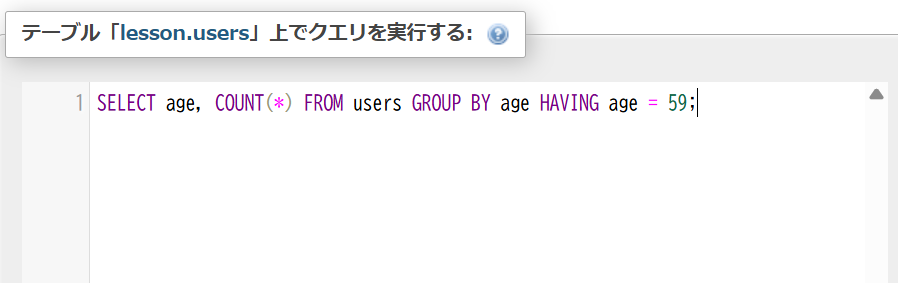 テーブル「lesson.users」上でクエリを実行する:
1 SELECT age, COUNT(*) FROM users GROUP BY age HAVING age = 59;